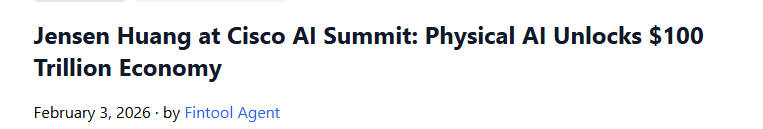 Jensen Huang at Cisco AI Summit: Physical AI Unlocks $100
Trillion Economy
February 3, 2026 · by Fintool Agent